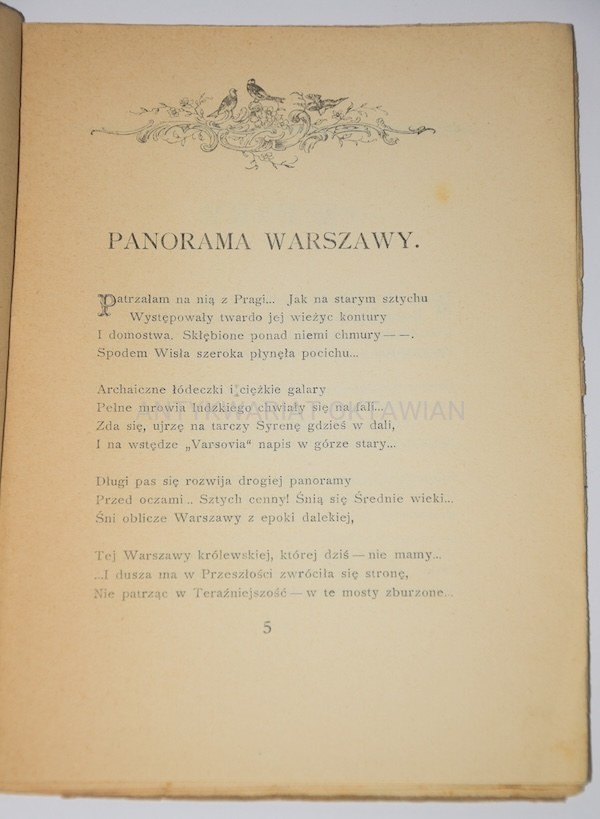 PANORAMA WARSZAWY.
Patrzałam na nią z Pragi... Jak na starym sztychu
Występowały twardo jej wieżyc kontury
I domostwa. Skłębione ponad niemi chmury — —.
Spodem Wisła szeroka płynęła pocichu...
Archaiczne łódeczki i ciężkie galary
Pełne mrowia ludzkiego chwiały się na fali...
ANTYKWARIAT OKTAWIAN
Zda się, ujrzę na tarczy Syrenę gdzieś w dali,
I na wstędze „Varsovia“ napis w górze stary...
Długi pas się rozwija drogiej panoramy
Przed oczami .. Sztych cenny! Śnią się Średnie wieki...
Śni oblicze Warszawy z epoki dalekiej,
Tej Warszawy królewskiej, której dziś — nie mamy...
...I dusza ma w Przeszłości zwróciła się stronę,
Nie patrząc w Teraźniejszość — w te mosty zburzone...
5